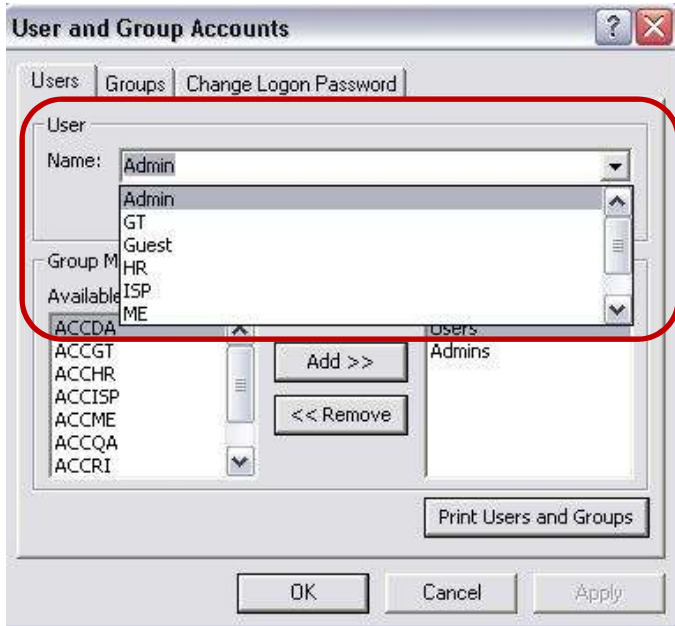 User and Group Accounts
Users Groups Change Logon Password
User
Name: Admin
Admin
GT
Guest
HR
ISP
ME
Group M
Available
ACCDA
ACCGT
ACCHR
ACCISP
ACCME
ACCQA
ACCRI
Add >>
<< Remove
Users
Admins
Print Users and Groups
OK Cancel Apply